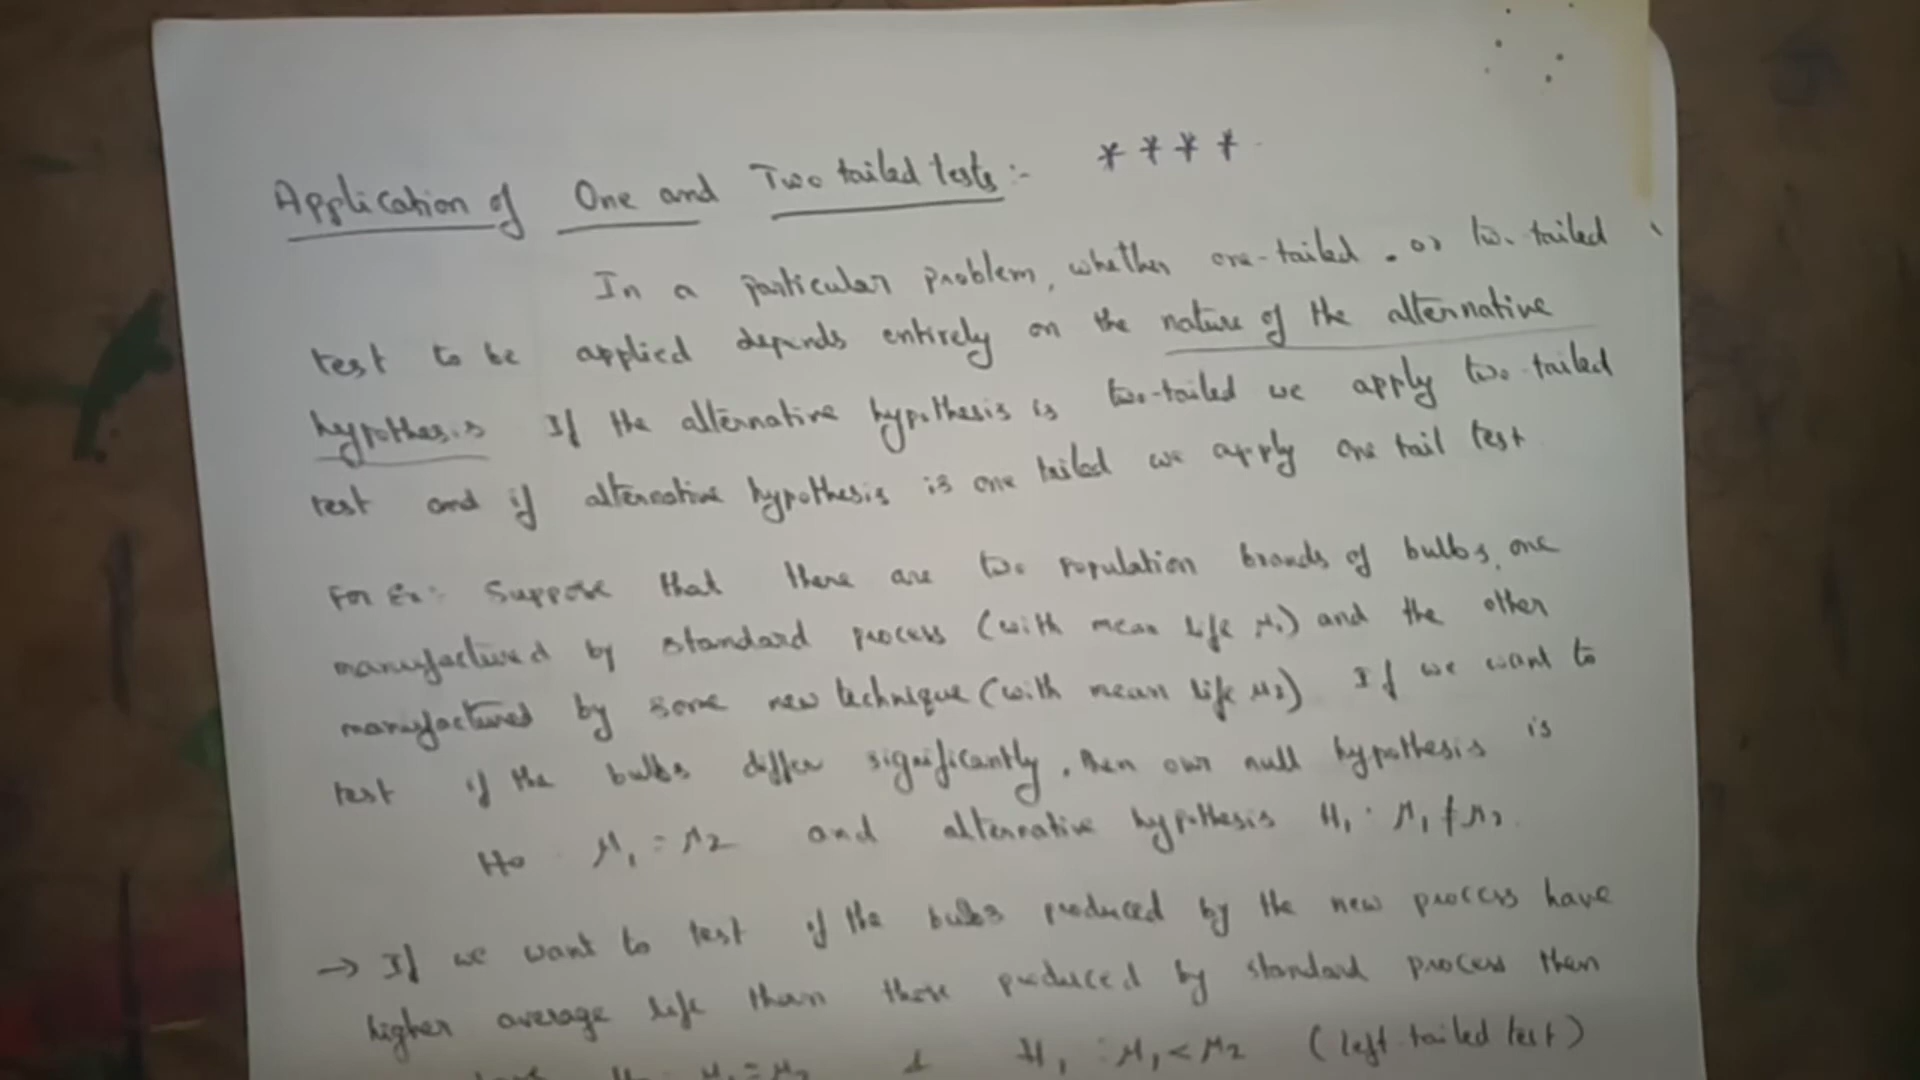 Application of One and Two tailed tests :- ****
In a particular problem, whether one-tailed or two tailed
test to be applied depends entirely on the nature of the alternative
hypothesis If the alternative hypothesis is two-tailed we apply two-tailed
test and if alternative hypothesis is one tailed we apply one tail test
For Ex:- Suppose that there are two population brands of bulbs, one
manufactured by standard process (with mean life μ₁) and the other
manufactured by some new technique (with mean life μ₂) If we want to
test if the bulbs differ significantly, then our null hypothesis is
H₀ μ₁ = μ₂ and alternative hypothesis H₁ : μ₁ ≠ μ₂
→ If we want to test if the bulbs produced by the new process have
higher average life than those produced by standard process then
μ₁ = μ₂ & H₁ : μ₁ < μ₂ (left tailed test)